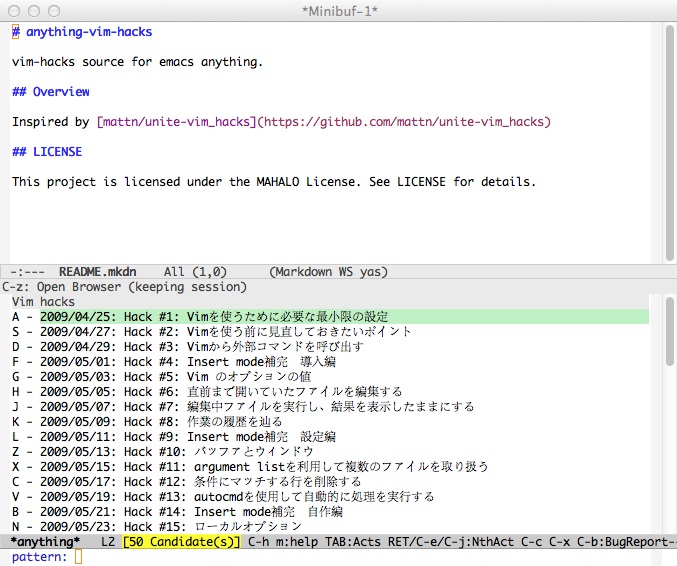 *Minibuf-1*
# anything-vim-hacks
vim-hacks source for emacs anything.
## Overview
Inspired by [mattn/unite-vim_hacks](https://github.com/mattn/unite-vim_hacks)
## LICENSE
This project is licensed under the MAHALO License. See LICENSE for details.
-:--- README.mkdn All (1,0) (Markdown WS yas)
C-z: Open Browser (keeping session)
Vim hacks
A - 2009/04/25: Hack #1: Vimを使うために必要な最小限の設定
S - 2009/04/27: Hack #2: Vimを使う前に見直しておきたいポイント
D - 2009/04/29: Hack #3: Vimから外部コマンドを呼び出す
F - 2009/05/01: Hack #4: Insert mode補完 導入編
G - 2009/05/03: Hack #5: Vim のオプションの値
H - 2009/05/05: Hack #6: 直前まで開いていたファイルを編集する
J - 2009/05/07: Hack #7: 編集中ファイルを実行し、結果を表示したままにする
K - 2009/05/09: Hack #8: 作業の履歴を辿る
L - 2009/05/11: Hack #9: Insert mode補完 設定編
Z - 2009/05/13: Hack #10: バッファとウインドウ
X - 2009/05/15: Hack #11: argument listを利用して複数のファイルを取り扱う
C - 2009/05/17: Hack #12: 条件にマッチする行を削除する
V - 2009/05/19: Hack #13: autocmdを使用して自動的に処理を実行する
B - 2009/05/21: Hack #14: Insert mode補完 自作編
N - 2009/05/23: Hack #15: ローカルオプション
*anything* L2 [50 Candidate(s)] C-h m:help TAB:Acts RET/C-e/C-j:NthAct C-c C-x C-b:BugReport--
pattern: